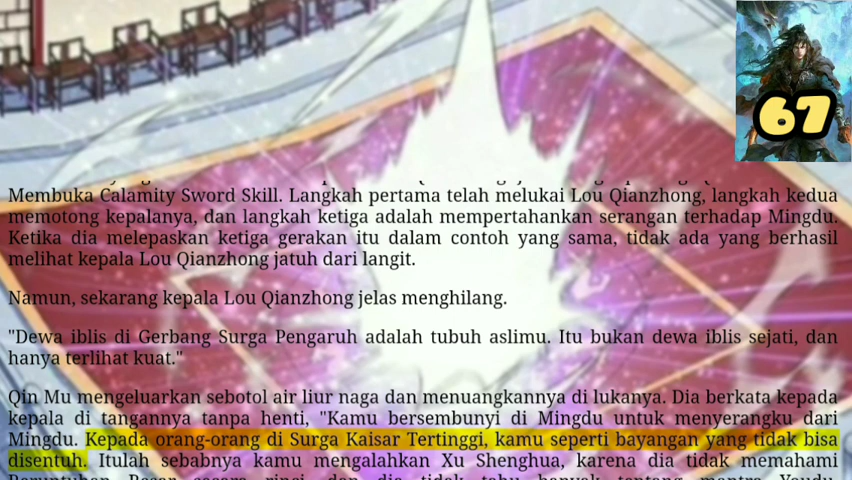 67
Membuka Calamity Sword Skill. Langkah pertama telah melukai Lou Qianzhong, langkah kedua
memotong kepalanya, dan langkah ketiga adalah mempertahankan serangan terhadap Mingdu.
Ketika dia melepaskan ketiga gerakan itu dalam contoh yang sama, tidak ada yang berhasil
melihat kepala Lou Qianzhong jatuh dari langit.
Namun, sekarang kepala Lou Qianzhong jelas menghilang.
"Dewa iblis di Gerbang Surga Pengaruh adalah tubuh aslimu. Itu bukan dewa iblis sejati, dan
hanya terlihat kuat."
Qin Mu mengeluarkan sebotol air liur naga dan menuangkannya di lukanya. Dia berkata kepada
kepala di tangannya tanpa henti, "Kamu bersembunyi di Mingdu untuk menyerangku dari
Mingdu. Kepada orang-orang di Surga Kaisar Tertinggi, kamu seperti bayangan yang tidak bisa
disentuh. Itulah sebabnya kamu mengalahkan Xu Shenghua, karena dia tidak memahami